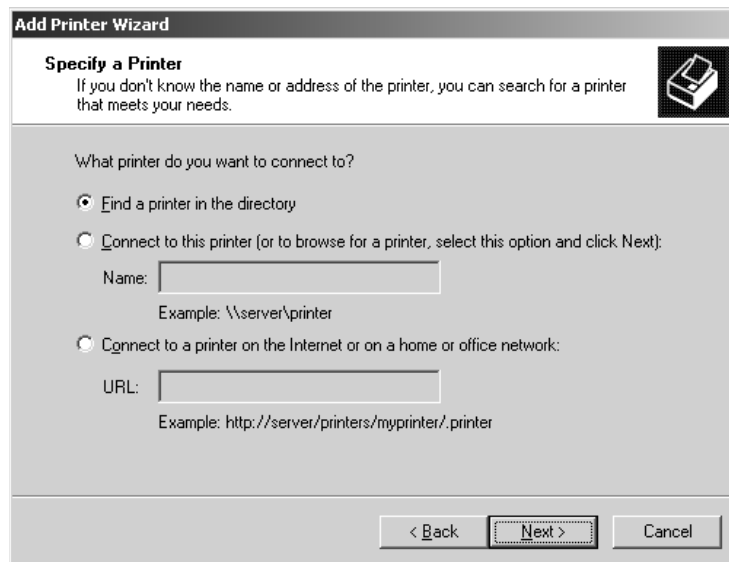 Add Printer Wizard
Specify a Printer
If you don't know the name or address of the printer, you can search for a printer
that meets your needs.
What printer do you want to connect to?
Find a printer in the directory
Connect to this printer (or to browse for a printer, select this option and click Next):
Name:
Example: \\server\printer
Connect to a printer on the Internet or on a home or office network:
URL:
Example: http://server/printers/myprinter/.printer
< Back Next > Cancel